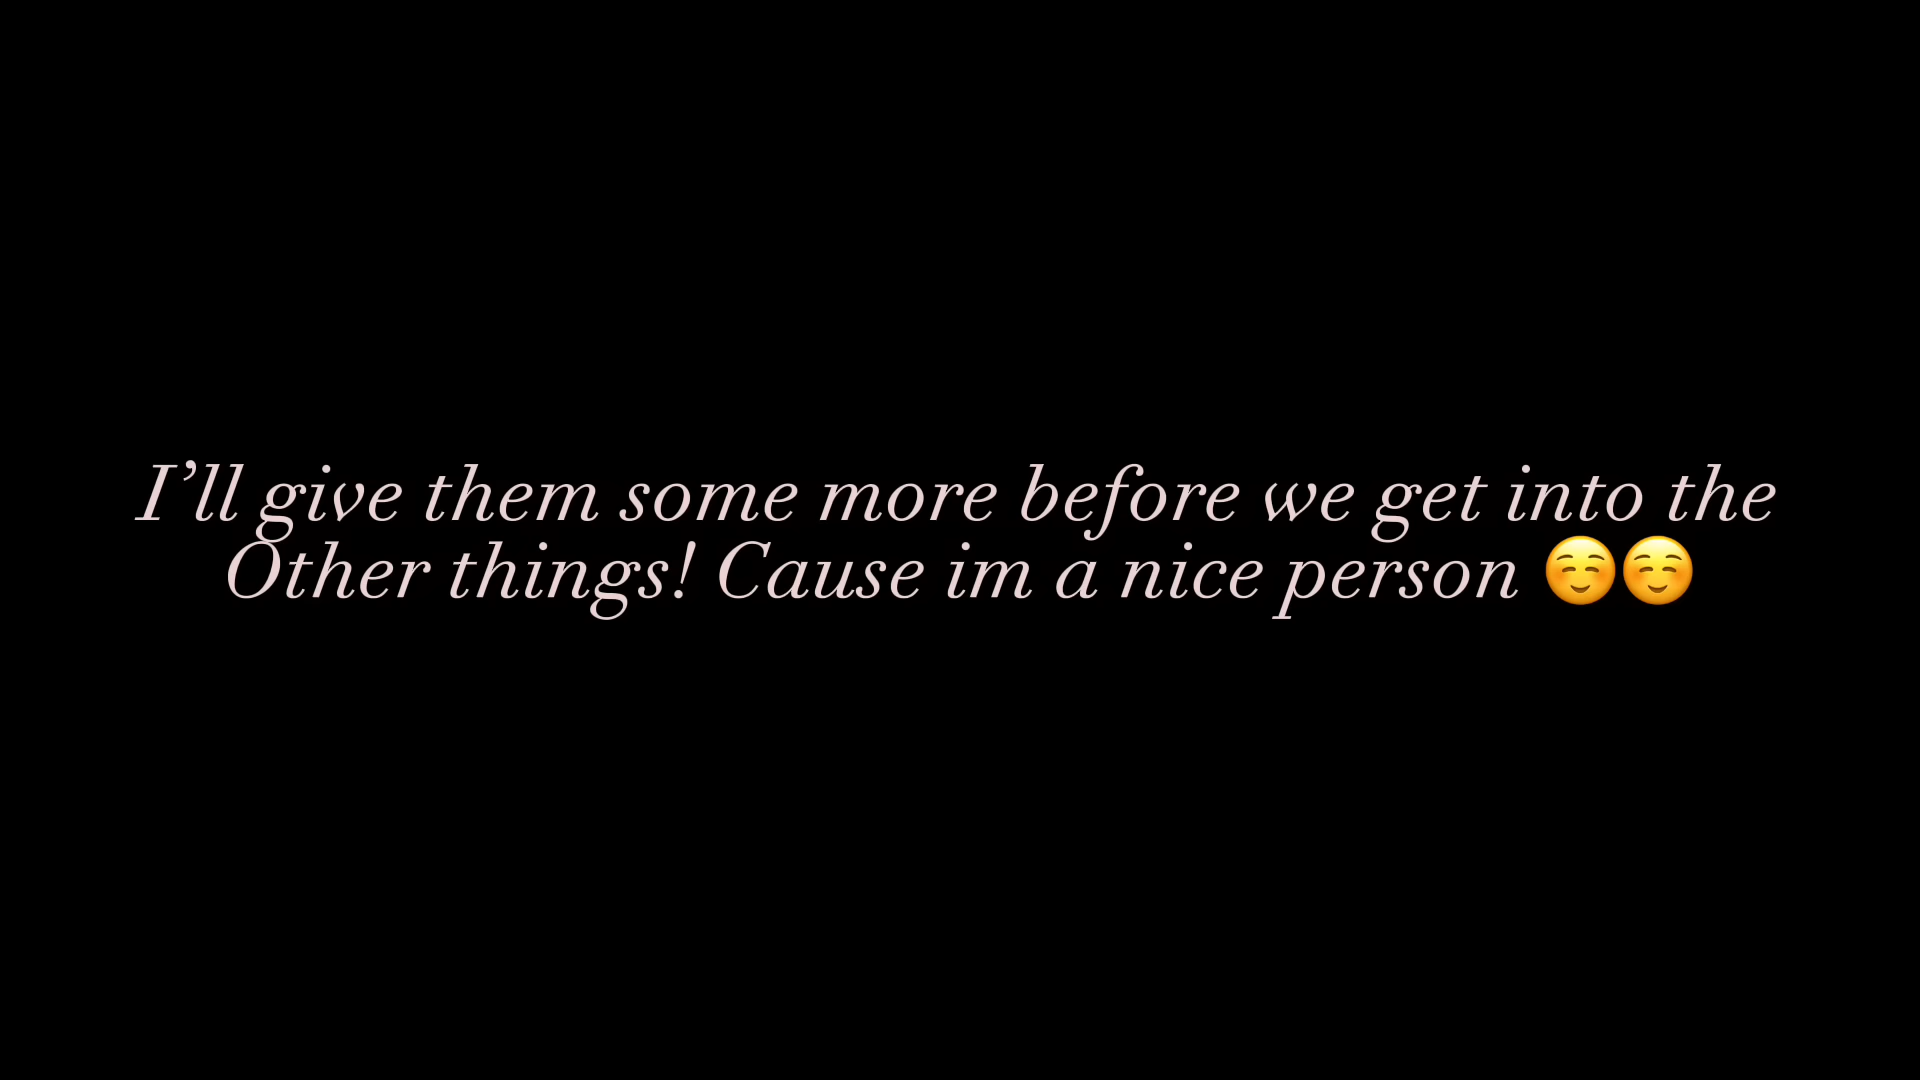 I’ll give them some more before we get into the
Other things! Cause im a nice person ☺️☺️